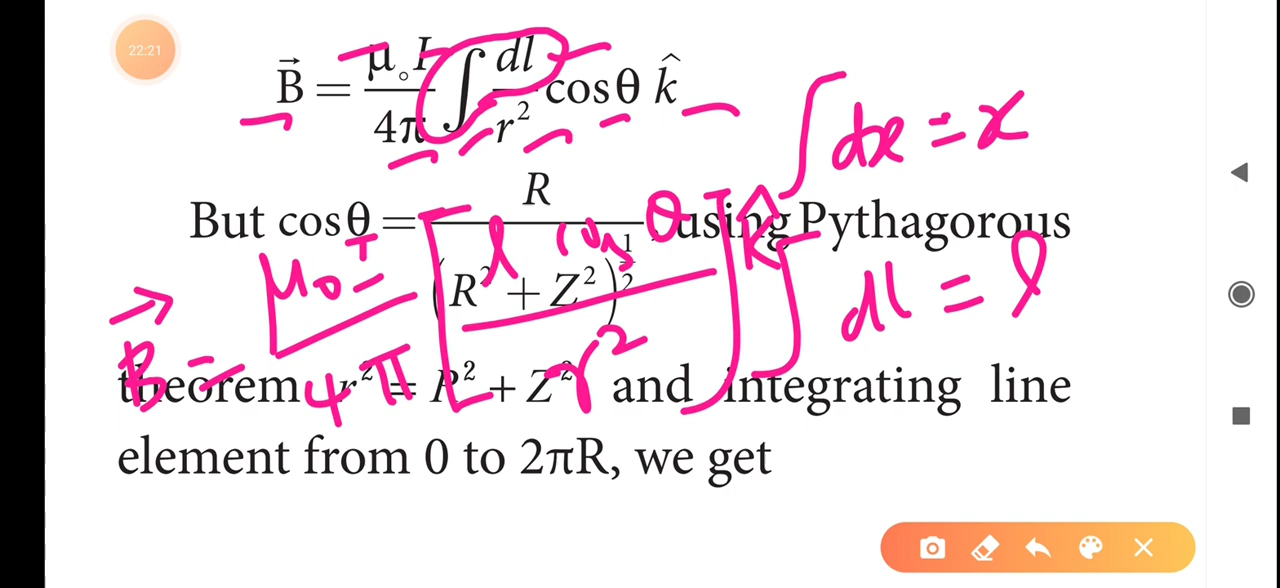 22:21
B⃗ = μ∘I/4π ∫ dl/r² cosθ k̂
∫dx = x
But cosθ = R/(R² + Z²)^½ using Pythagorous
∫dl = l
B⃗ = μ₀I/4π [l cosθ/r²] k̂
theorem r² = R² + Z² and integrating line
element from 0 to 2πR, we get